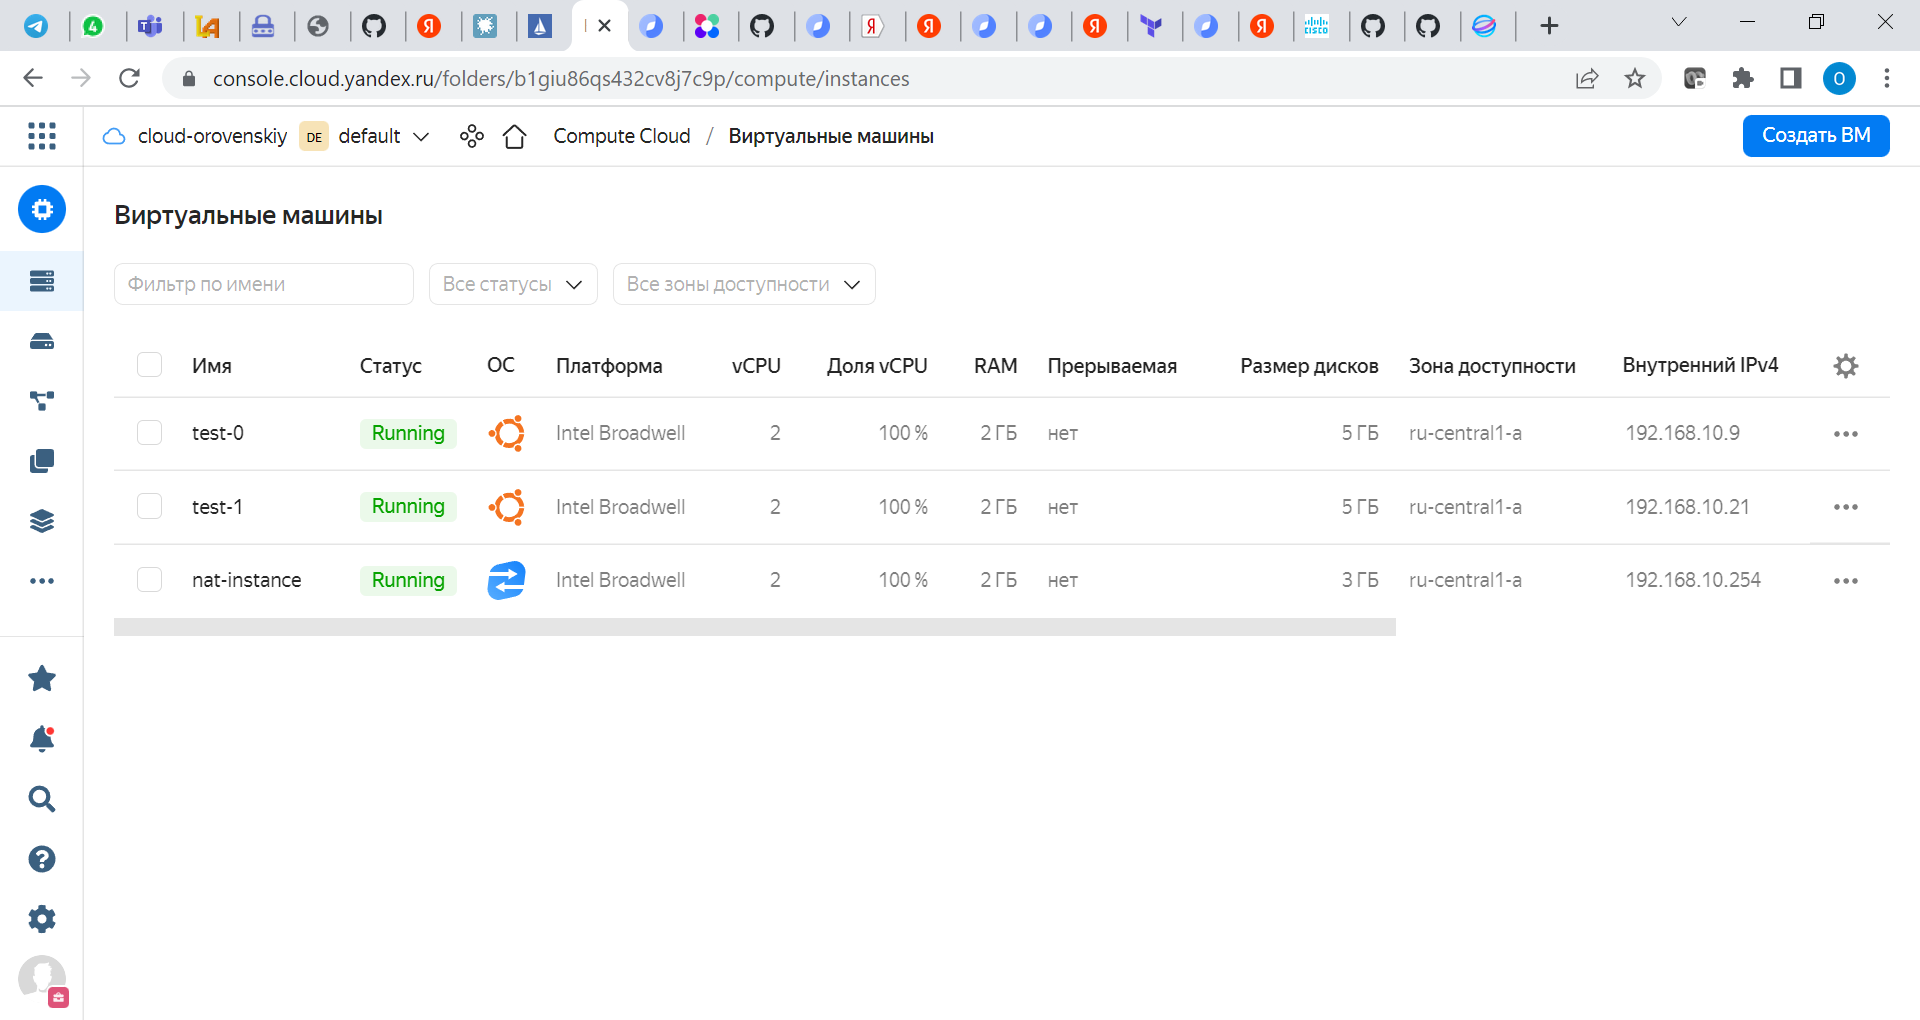 console.cloud.yandex.ru/folders/b1giu86qs432cv8j7c9p/compute/instances
cloud-orovenskiy DE default Compute Cloud / Виртуальные машины Создать ВМ
Виртуальные машины
Фильтр по имени Все статусы Все зоны доступности
Имя Статус ОС Платформа vCPU Доля vCPU RAM Прерываемая Размер дисков Зона доступности Внутренний IPv4
test-0 Running Intel Broadwell 2 100 % 2 ГБ нет 5 ГБ ru-central1-a 192.168.10.9
test-1 Running Intel Broadwell 2 100 % 2 ГБ нет 5 ГБ ru-central1-a 192.168.10.21
nat-instance Running Intel Broadwell 2 100 % 2 ГБ нет 3 ГБ ru-central1-a 192.168.10.254